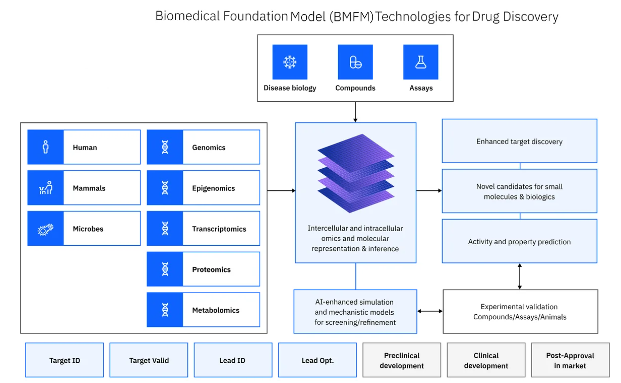 Biomedical Foundation Model (BMFM) Technologies for Drug Discovery
Disease biology
Compounds
Assays
Human
Genomics
Mammals
Epigenomics
Microbes
Transcriptomics
Proteomics
Metabolomics
Intercellular and intracellular
omics and molecular
representation & inference
Enhanced target discovery
Novel candidates for small
molecules & biologics
Activity and property prediction
AI-enhanced simulation
and mechanistic models
for screening/refinement
Experimental validation
Compounds/Assays/Animals
Target ID
Target Valid
Lead ID
Lead Opt.
Preclinical
development
Clinical
development
Post-Approval
in market